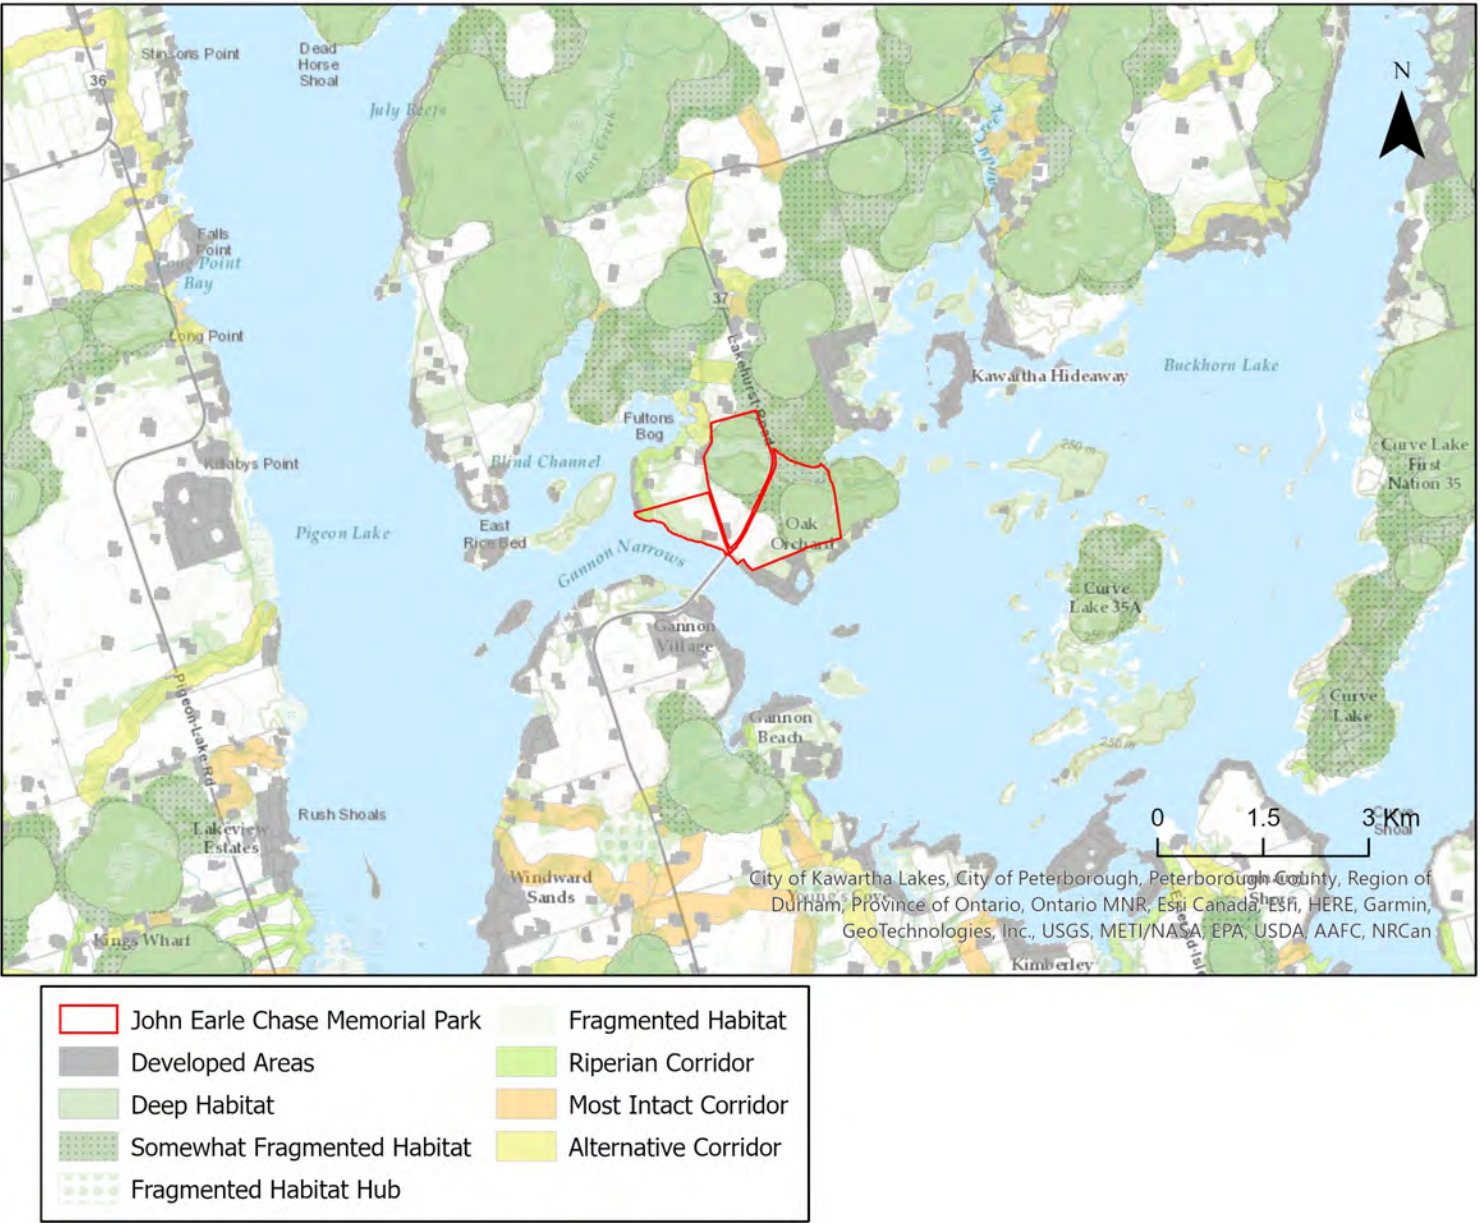 Stinsons Point
Dead
Horse
Shoal
36
July Reefs
Bear Creek
N
Falls
Point
Long Point
Bay
37
Long Point
Lakehurst Road
Kawartha Hideaway
Buckhorn Lake
Fultons
Bog
Blind Channel
Killabys Point
Curve Lake
First
Nation 35
250 m
Pigeon Lake
East
Rice Bed
Oak
Orchard
Gannon Narrows
Curve
Lake 35A
250 m
Gannon
Village
Pigeon Lake Rd
Curve
Lake
Gannon
Beach
250 m
Rush Shoals
Lakeview
Estates
0 1.5 3 Km
Curve
Shoal
Windward
Sands
City of Kawartha Lakes, City of Peterborough, Peterborough County, Region of
Durham, Province of Ontario, Ontario MNR, Esri Canada, Esri, HERE, Garmin,
GeoTechnologies, Inc., USGS, METI/NASA, EPA, USDA, AAFC, NRCan
Kings Wharf
Kimberley
John Earle Chase Memorial Park
Developed Areas
Deep Habitat
Somewhat Fragmented Habitat
Fragmented Habitat Hub
Fragmented Habitat
Riperian Corridor
Most Intact Corridor
Alternative Corridor